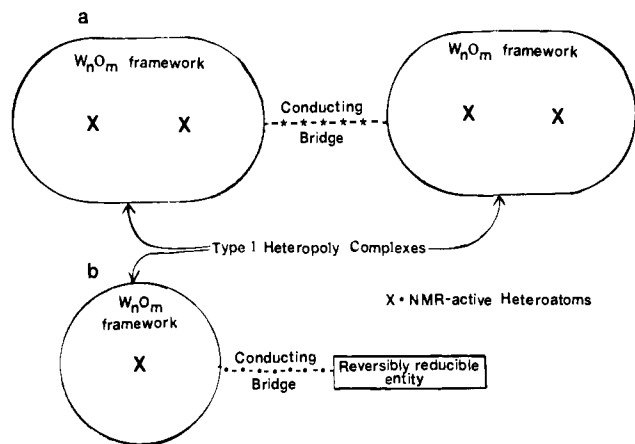 a
WnOm framework
X X
Conducting
Bridge
WnOm framework
X X
Type 1 Heteropoly Complexes
b
WnOm
framework
X
X • NMR-active Heteroatoms
Conducting
Bridge
Reversibly reducible
entity